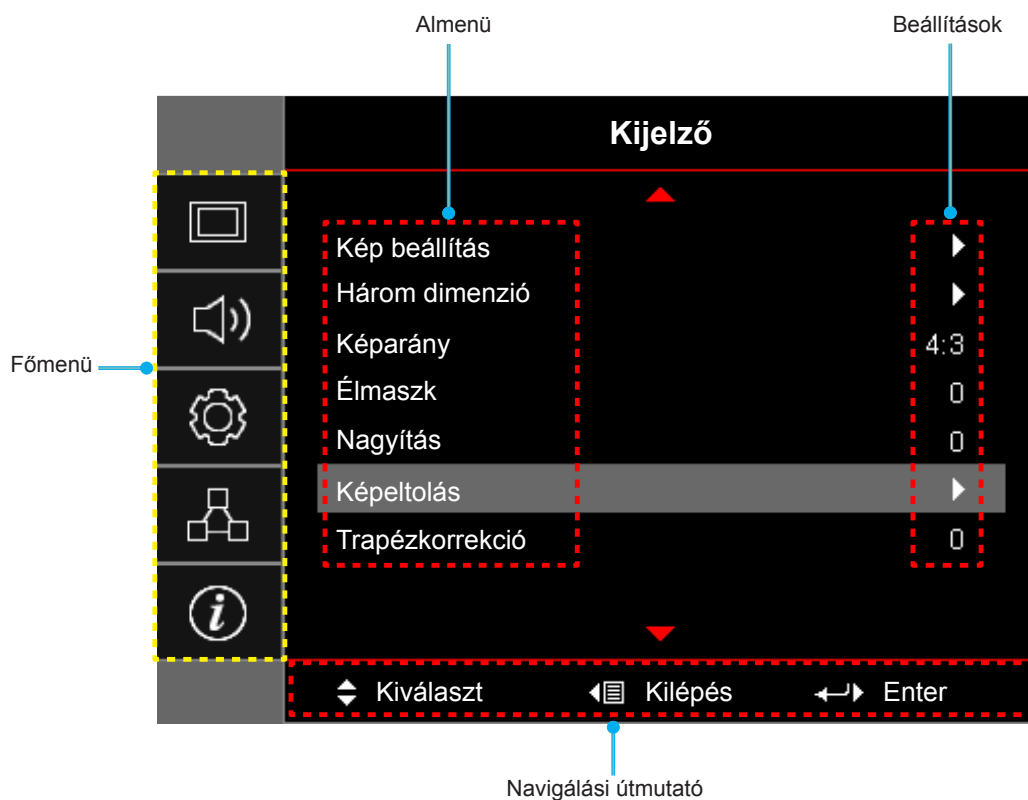 Almenü
Beállítások
Kijelző
Kép beállítás
Három dimenzió
Képarány 4:3
Élmaszk 0
Nagyítás 0
Képeltolás
Trapézkorrekció 0
Főmenü
Kiválaszt Kilépés Enter
Navigálási útmutató